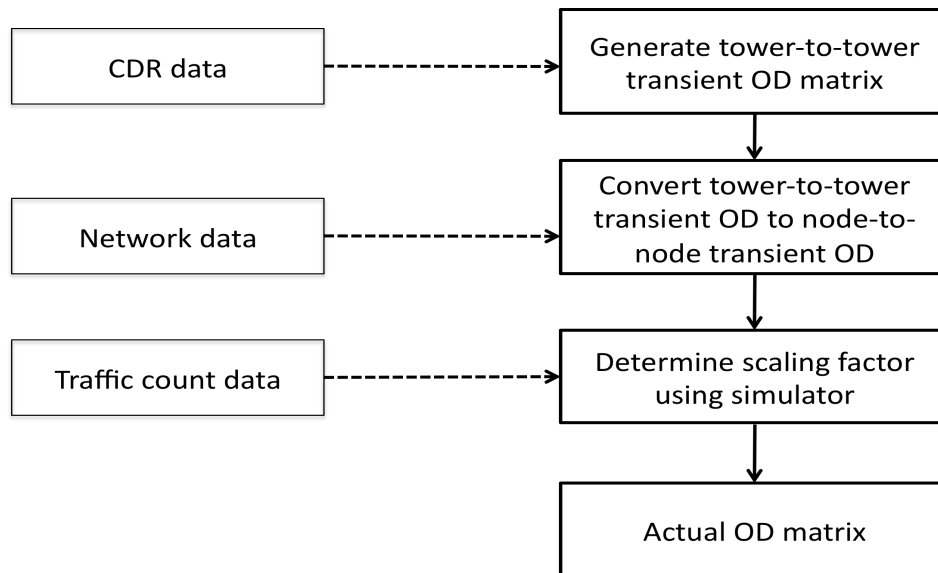 CDR data
Generate tower-to-tower
transient OD matrix
Network data
Convert tower-to-tower
transient OD to node-to-
node transient OD
Traffic count data
Determine scaling factor
using simulator
Actual OD matrix